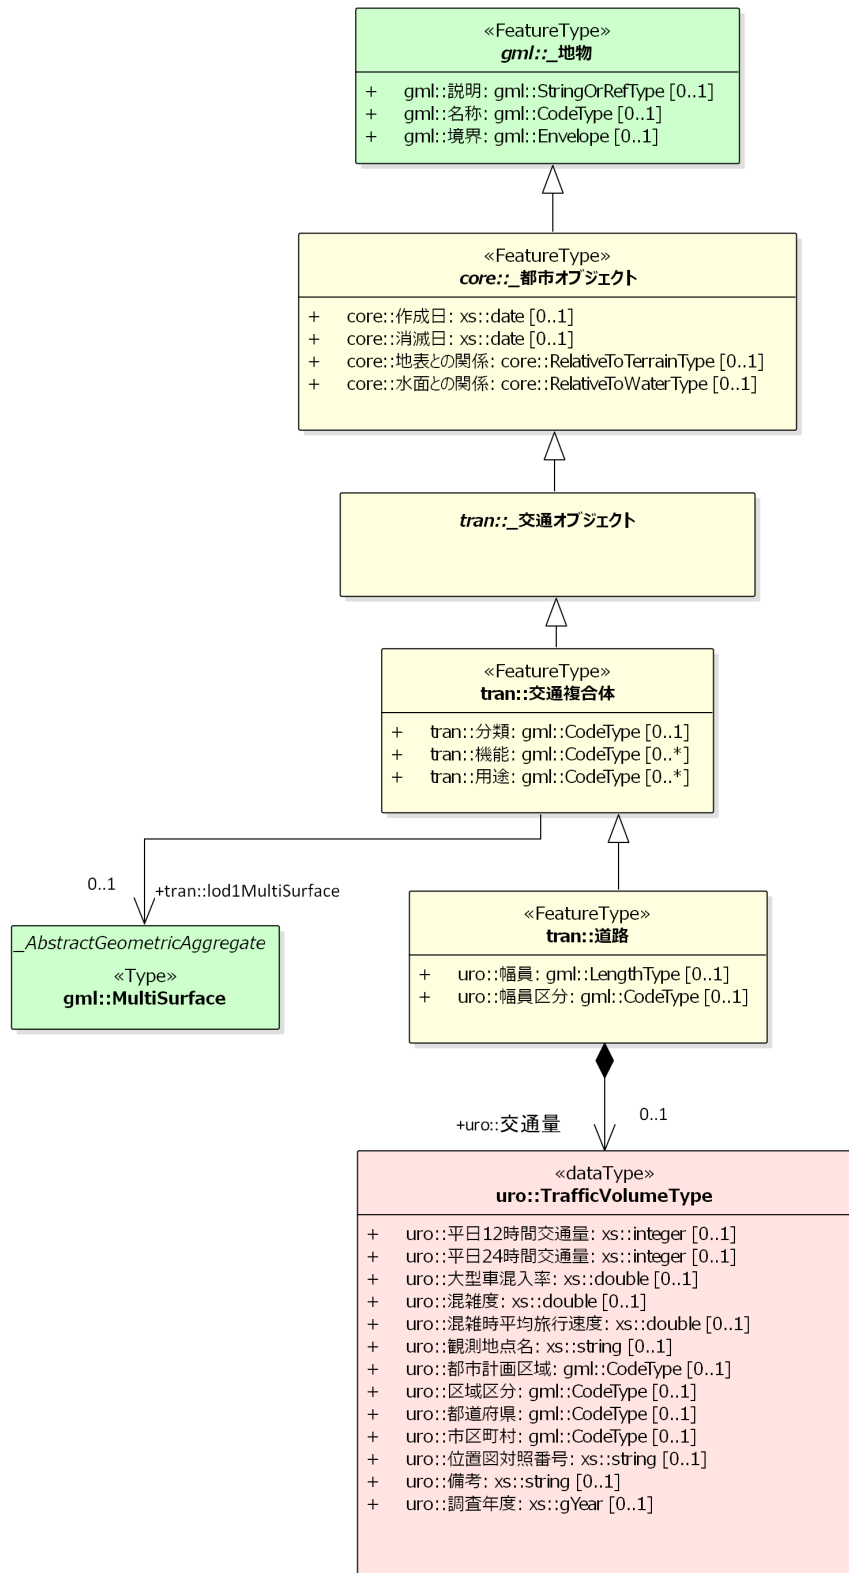 «FeatureType»
gml::_地物
+ gml::説明: gml::StringOrRefType [0..1]
+ gml::名称: gml::CodeType [0..1]
+ gml::境界: gml::Envelope [0..1]
«FeatureType»
core::_都市オブジェクト
+ core::作成日: xs::date [0..1]
+ core::消滅日: xs::date [0..1]
+ core::地表との関係: core::RelativeToTerrainType [0..1]
+ core::水面との関係: core::RelativeToWaterType [0..1]
tran::_交通オブジェクト
«FeatureType»
tran::交通複合体
+ tran::分類: gml::CodeType [0..1]
+ tran::機能: gml::CodeType [0..*]
+ tran::用途: gml::CodeType [0..*]
0..1
+tran::lod1MultiSurface
_AbstractGeometricAggregate
«Type»
gml::MultiSurface
«FeatureType»
tran::道路
+ uro::幅員: gml::LengthType [0..1]
+ uro::幅員区分: gml::CodeType [0..1]
+uro::交通量
0..1
«dataType»
uro::TrafficVolumeType
+ uro::平日12時間交通量: xs::integer [0..1]
+ uro::平日24時間交通量: xs::integer [0..1]
+ uro::大型車混入率: xs::double [0..1]
+ uro::混雑度: xs::double [0..1]
+ uro::混雑時平均旅行速度: xs::double [0..1]
+ uro::観測地点名: xs::string [0..1]
+ uro::都市計画区域: gml::CodeType [0..1]
+ uro::区域区分: gml::CodeType [0..1]
+ uro::都道府県: gml::CodeType [0..1]
+ uro::市区町村: gml::CodeType [0..1]
+ uro::位置図対照番号: xs::string [0..1]
+ uro::備考: xs::string [0..1]
+ uro::調査年度: xs::gYear [0..1]